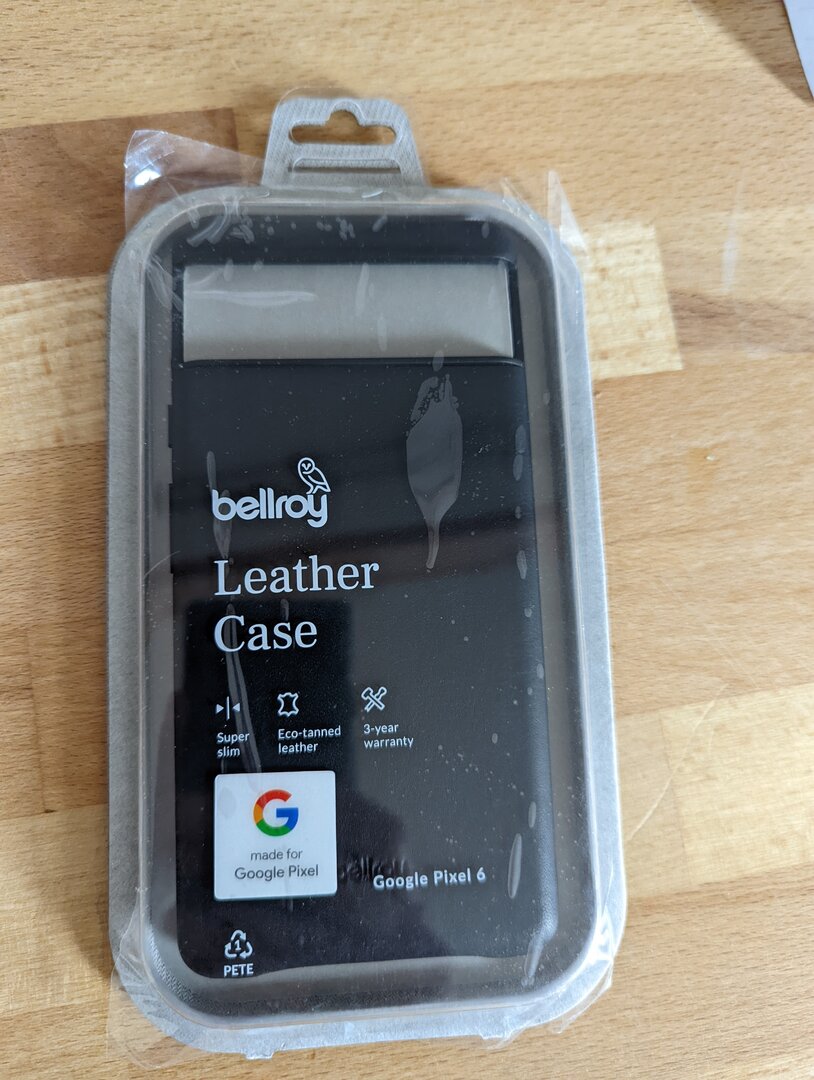 bellroy
Leather
Case
Super
slim
Eco-tanned
leather
3-year
warranty
G
made for
Google Pixel
bellroy
Google Pixel 6
1
PETE